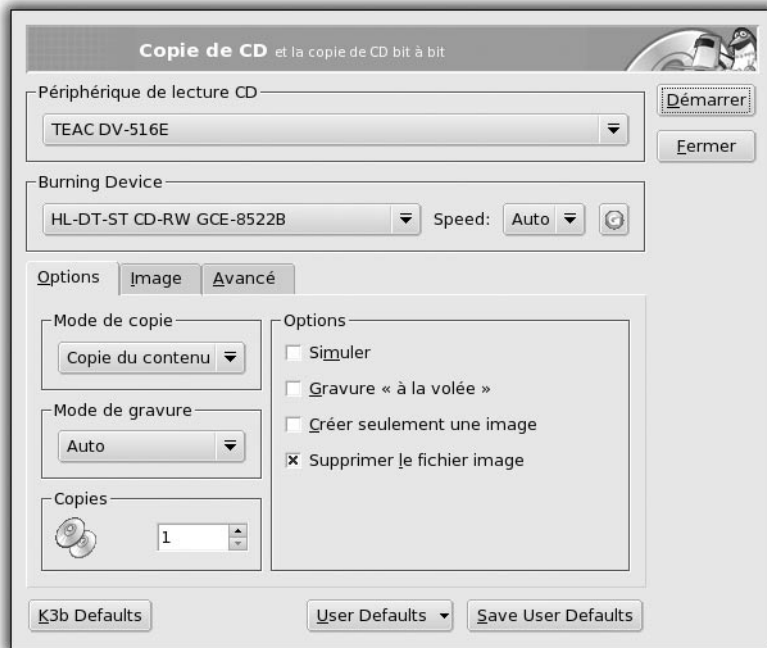 Copie de CD et la copie de CD bit à bit
Périphérique de lecture CD
TEAC DV-516E
Démarrer
Fermer
Burning Device
HL-DT-ST CD-RW GCE-8522B
Speed:
Auto
Options
Image
Avancé
Mode de copie
Copie du contenu
Mode de gravure
Auto
Copies
1
Options
Simuler
Gravure « à la volée »
Créer seulement une image
Supprimer le fichier image
K3b Defaults
User Defaults
Save User Defaults